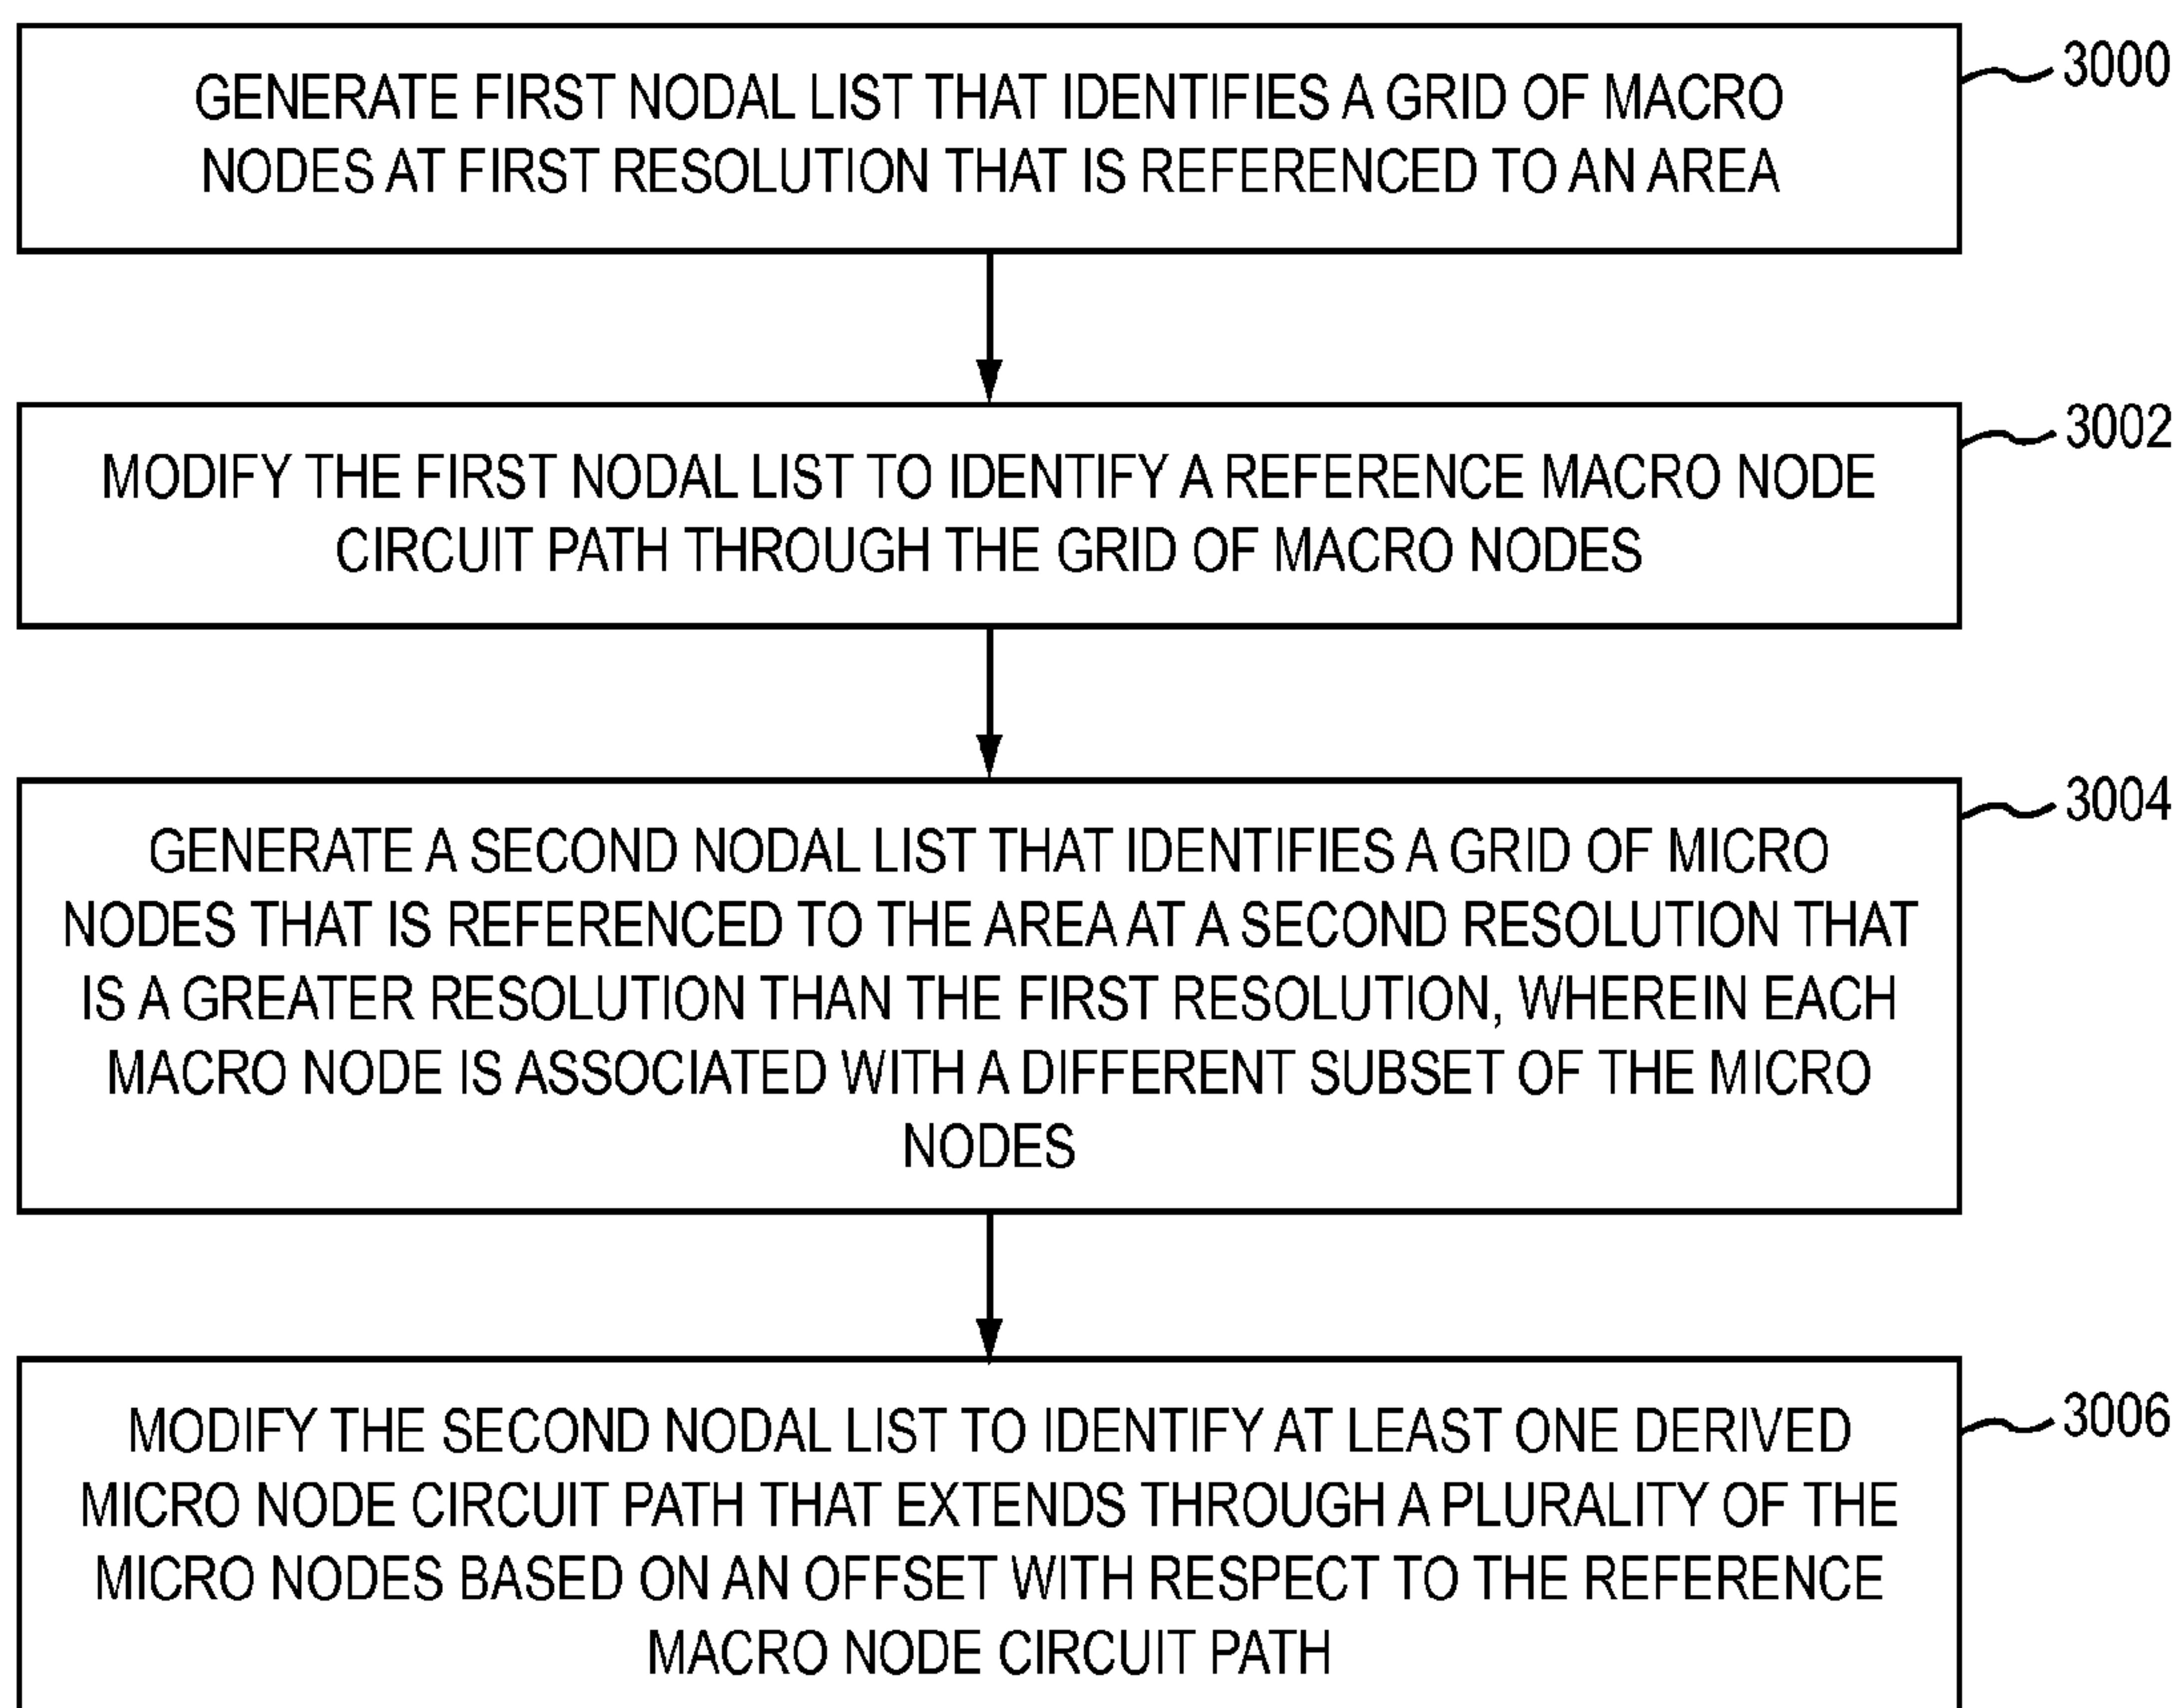 GENERATE FIRST NODAL LIST THAT IDENTIFIES A GRID OF MACRO
NODES AT FIRST RESOLUTION THAT IS REFERENCED TO AN AREA
3000
MODIFY THE FIRST NODAL LIST TO IDENTIFY A REFERENCE MACRO NODE
CIRCUIT PATH THROUGH THE GRID OF MACRO NODES
3002
GENERATE A SECOND NODAL LIST THAT IDENTIFIES A GRID OF MICRO
NODES THAT IS REFERENCED TO THE AREA AT A SECOND RESOLUTION THAT
IS A GREATER RESOLUTION THAN THE FIRST RESOLUTION, WHEREIN EACH
MACRO NODE IS ASSOCIATED WITH A DIFFERENT SUBSET OF THE MICRO
NODES
3004
MODIFY THE SECOND NODAL LIST TO IDENTIFY AT LEAST ONE DERIVED
MICRO NODE CIRCUIT PATH THAT EXTENDS THROUGH A PLURALITY OF THE
MICRO NODES BASED ON AN OFFSET WITH RESPECT TO THE REFERENCE
MACRO NODE CIRCUIT PATH
3006